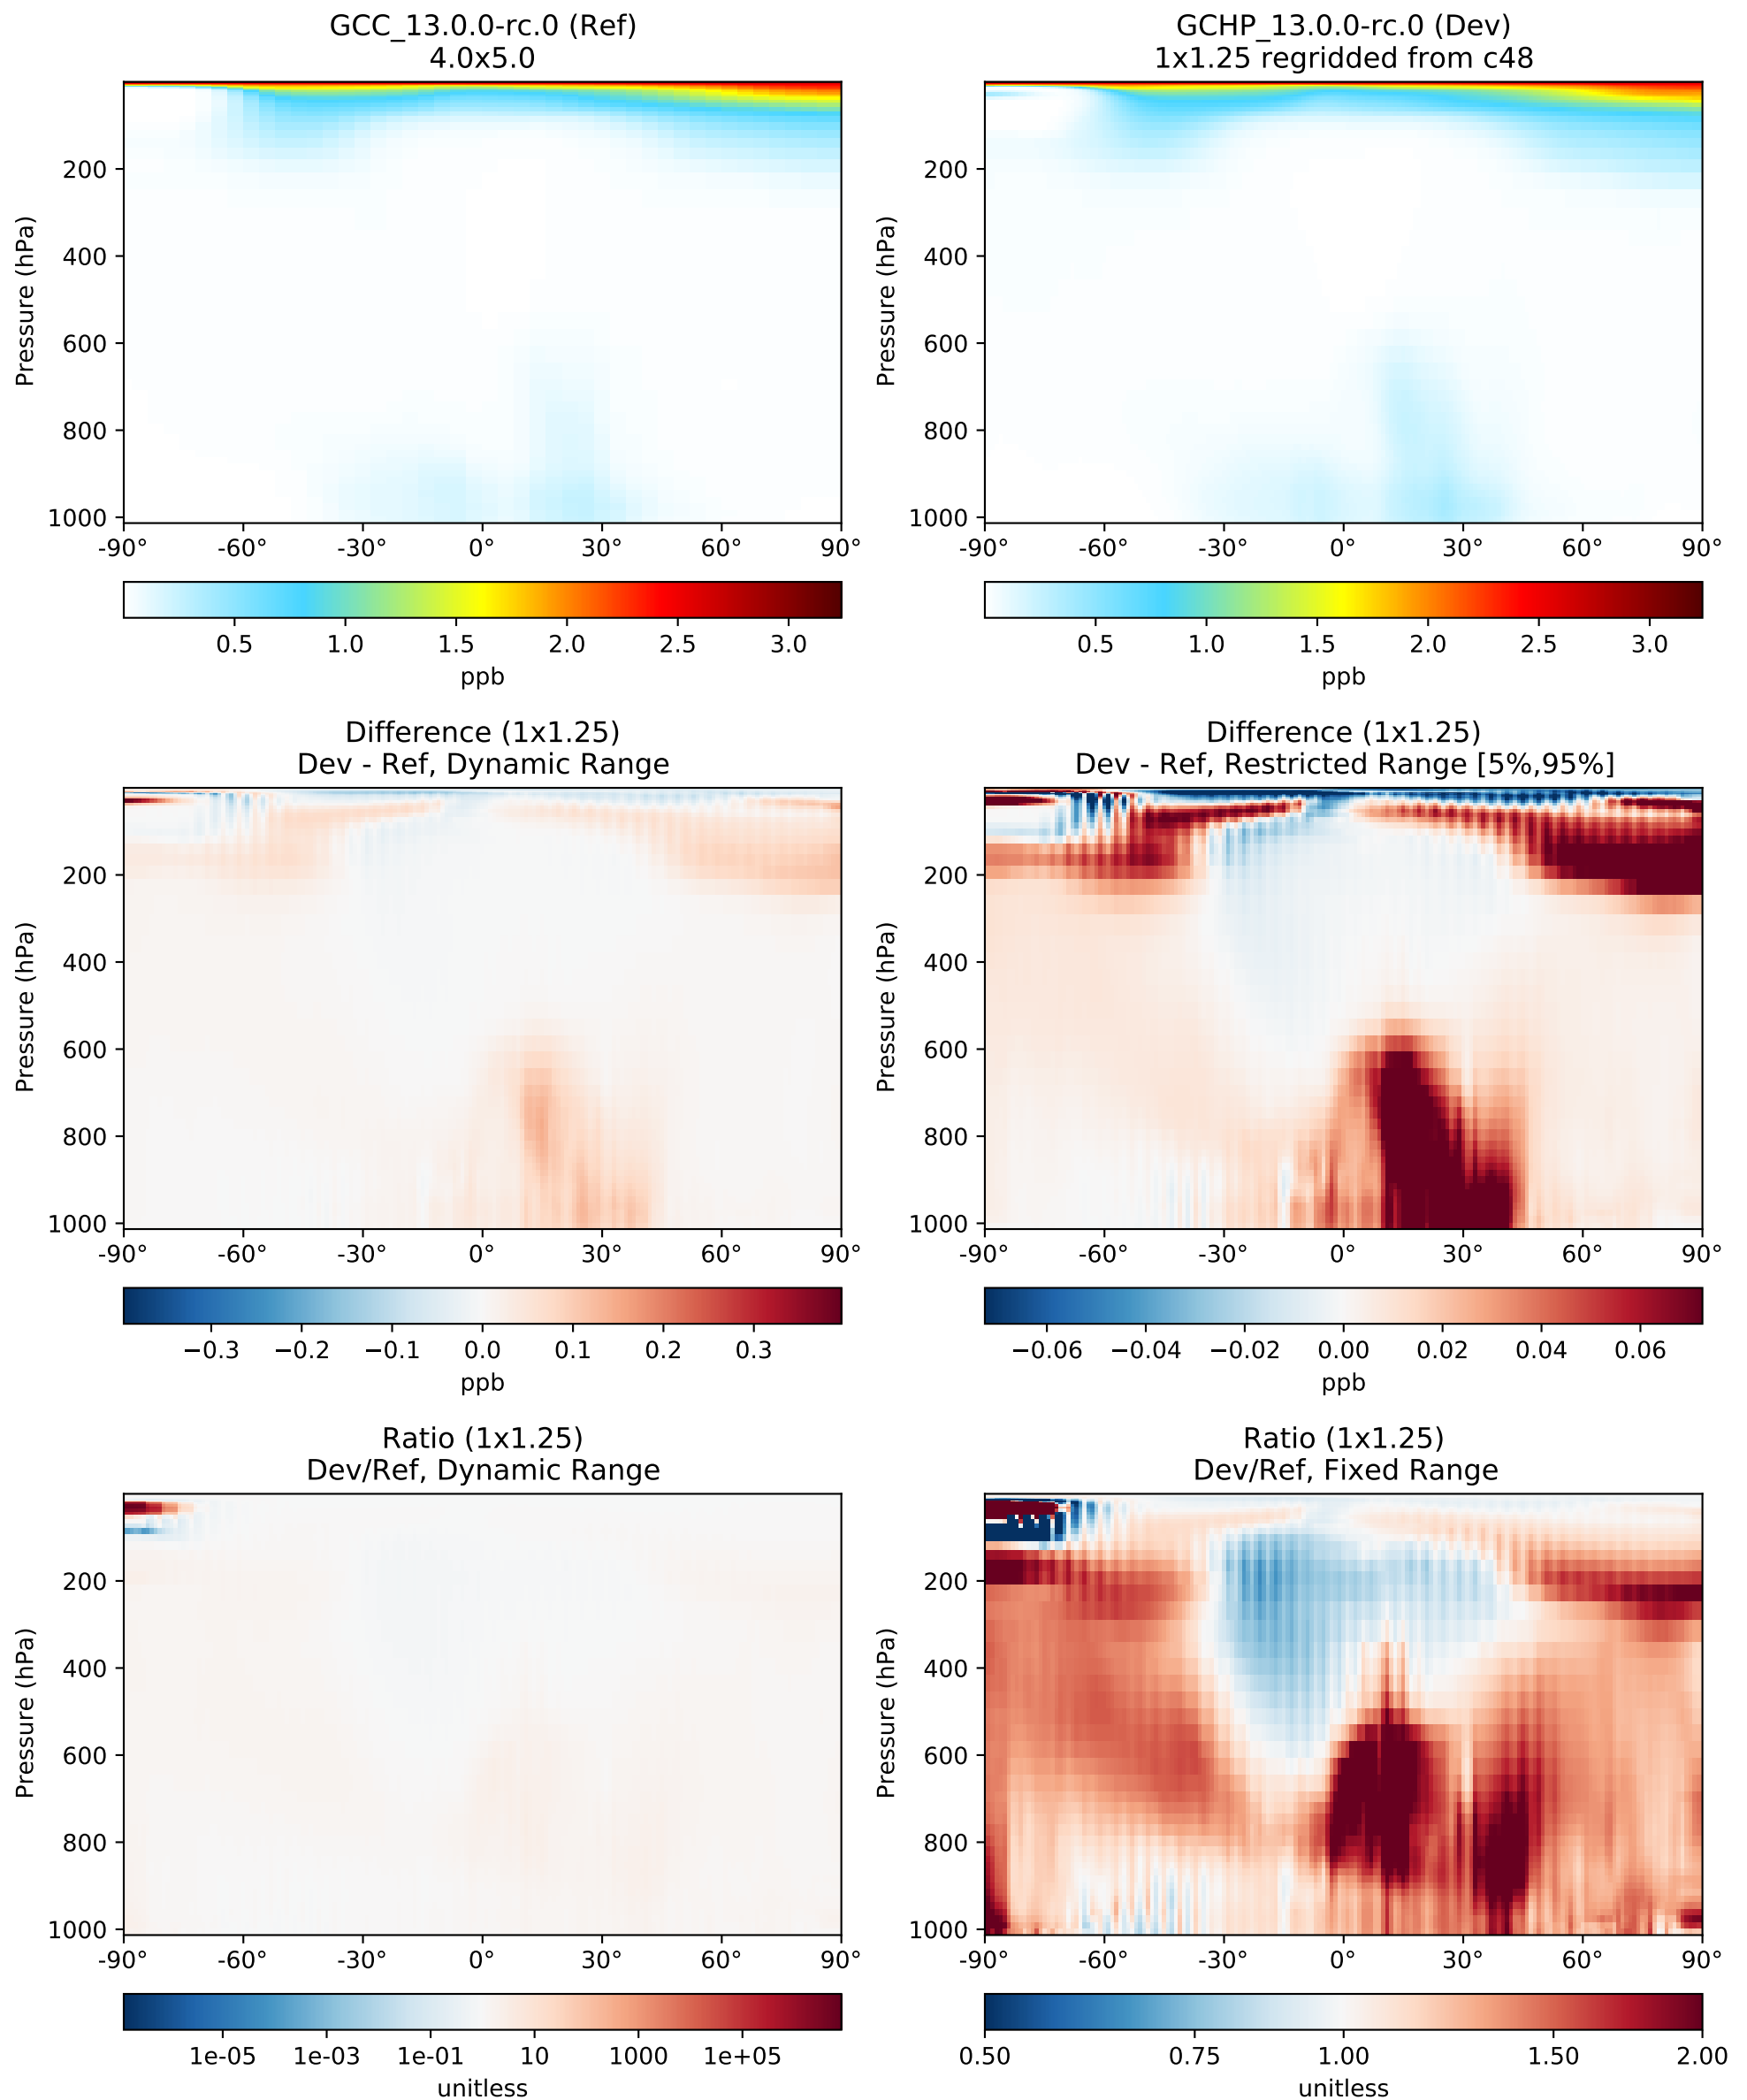 GCC_13.0.0-rc.0 (Ref)
4.0x5.0
GCHP_13.0.0-rc.0 (Dev)
1x1.25 regridded from c48
Pressure (hPa)
200
400
600
800
1000
-90° -60° -30° 0° 30° 60° 90°
0.5 1.0 1.5 2.0 2.5 3.0
ppb
Pressure (hPa)
200
400
600
800
1000
-90° -60° -30° 0° 30° 60° 90°
0.5 1.0 1.5 2.0 2.5 3.0
ppb
Difference (1x1.25)
Dev - Ref, Dynamic Range
Difference (1x1.25)
Dev - Ref, Restricted Range [5%,95%]
Pressure (hPa)
200
400
600
800
1000
-90° -60° -30° 0° 30° 60° 90°
−0.3 −0.2 −0.1 0.0 0.1 0.2 0.3
ppb
Pressure (hPa)
200
400
600
800
1000
-90° -60° -30° 0° 30° 60° 90°
−0.06 −0.04 −0.02 0.00 0.02 0.04 0.06
ppb
Ratio (1x1.25)
Dev/Ref, Dynamic Range
Ratio (1x1.25)
Dev/Ref, Fixed Range
Pressure (hPa)
200
400
600
800
1000
-90° -60° -30° 0° 30° 60° 90°
1e-05 1e-03 1e-01 10 1000 1e+05
unitless
Pressure (hPa)
200
400
600
800
1000
-90° -60° -30° 0° 30° 60° 90°
0.50 0.75 1.00 1.50 2.00
unitless